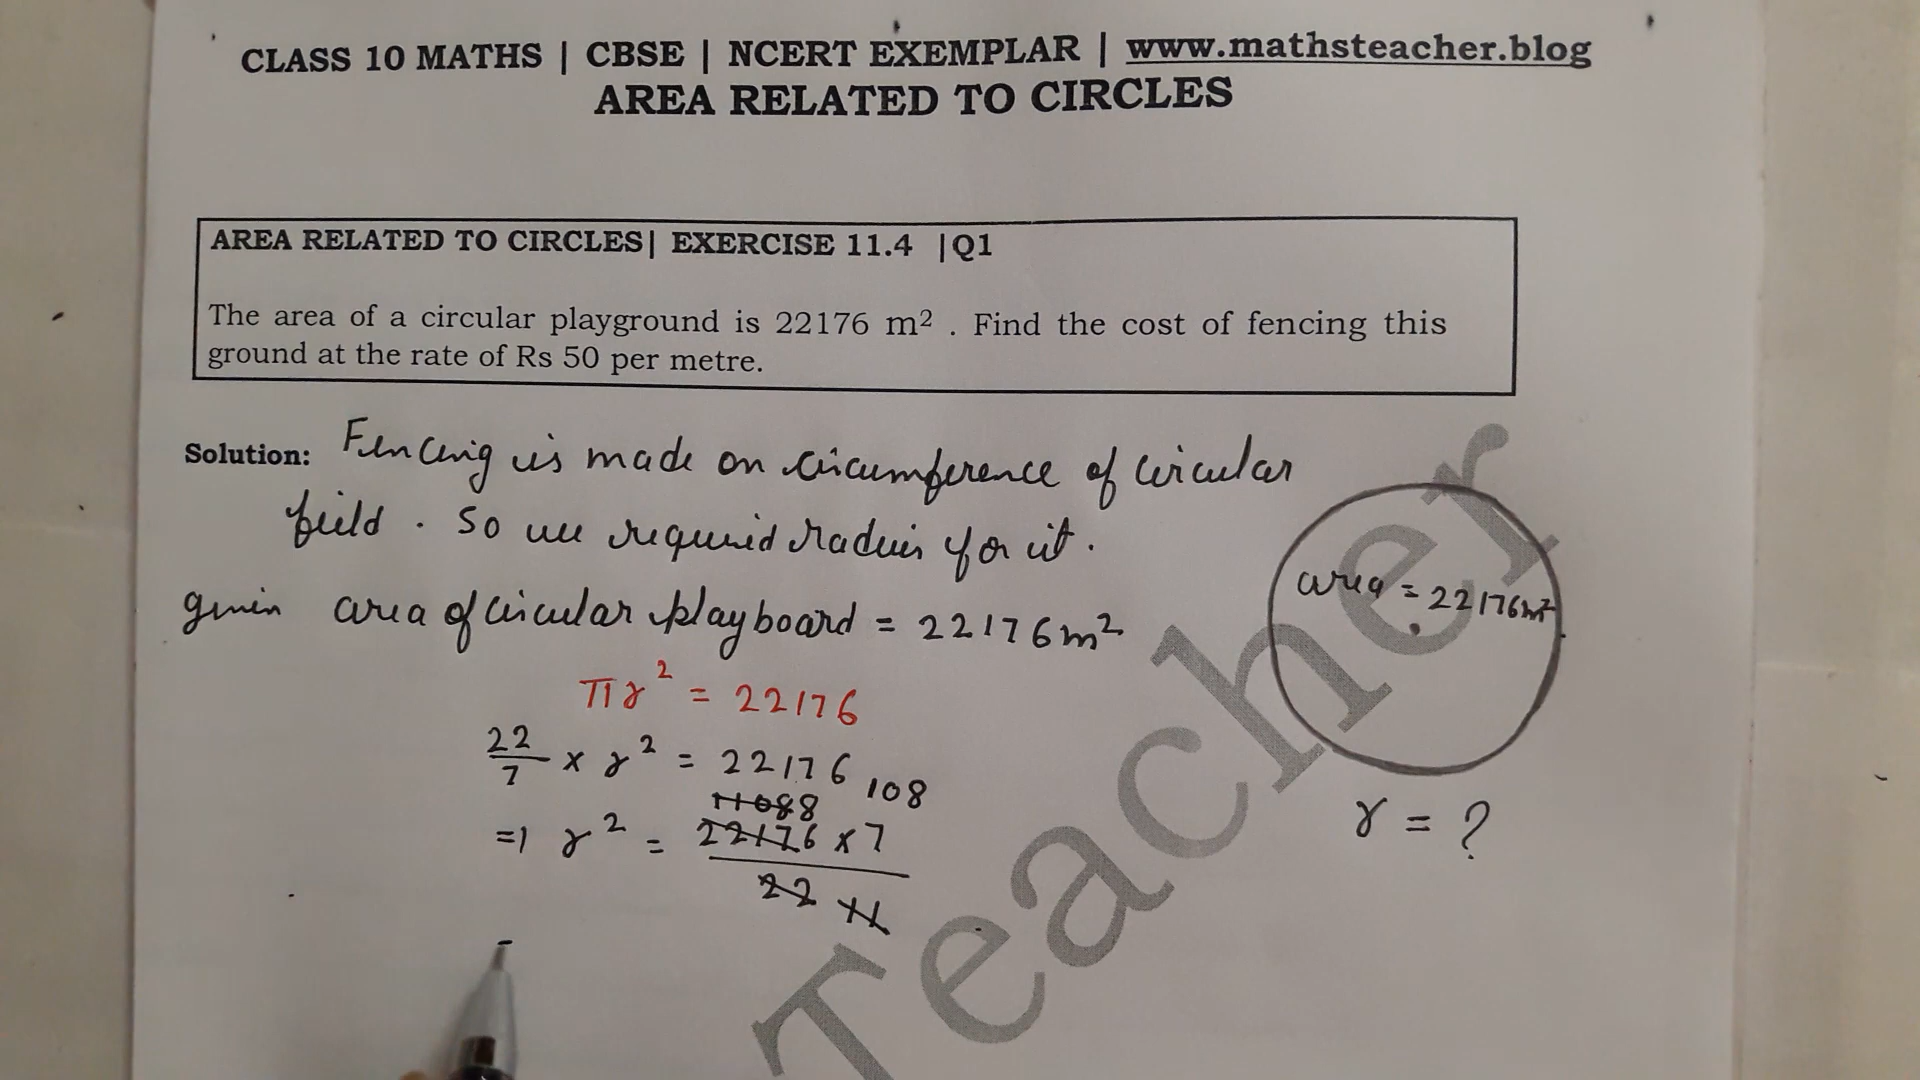 CLASS 10 MATHS | CBSE | NCERT EXEMPLAR | www.mathsteacher.blog
AREA RELATED TO CIRCLES
AREA RELATED TO CIRCLES| EXERCISE 11.4 |Q1
The area of a circular playground is 22176 m² . Find the cost of fencing this
ground at the rate of Rs 50 per metre.
Solution: Fencing is made on circumference of circular
field . So we required radius for it.
given area of circular playboard = 22176m²
area = 22176m²
πr² = 22176
22/7 × r² = 22176
108
11088
⇒ r² = 22176 × 7
22 11
r = ?
Teacher